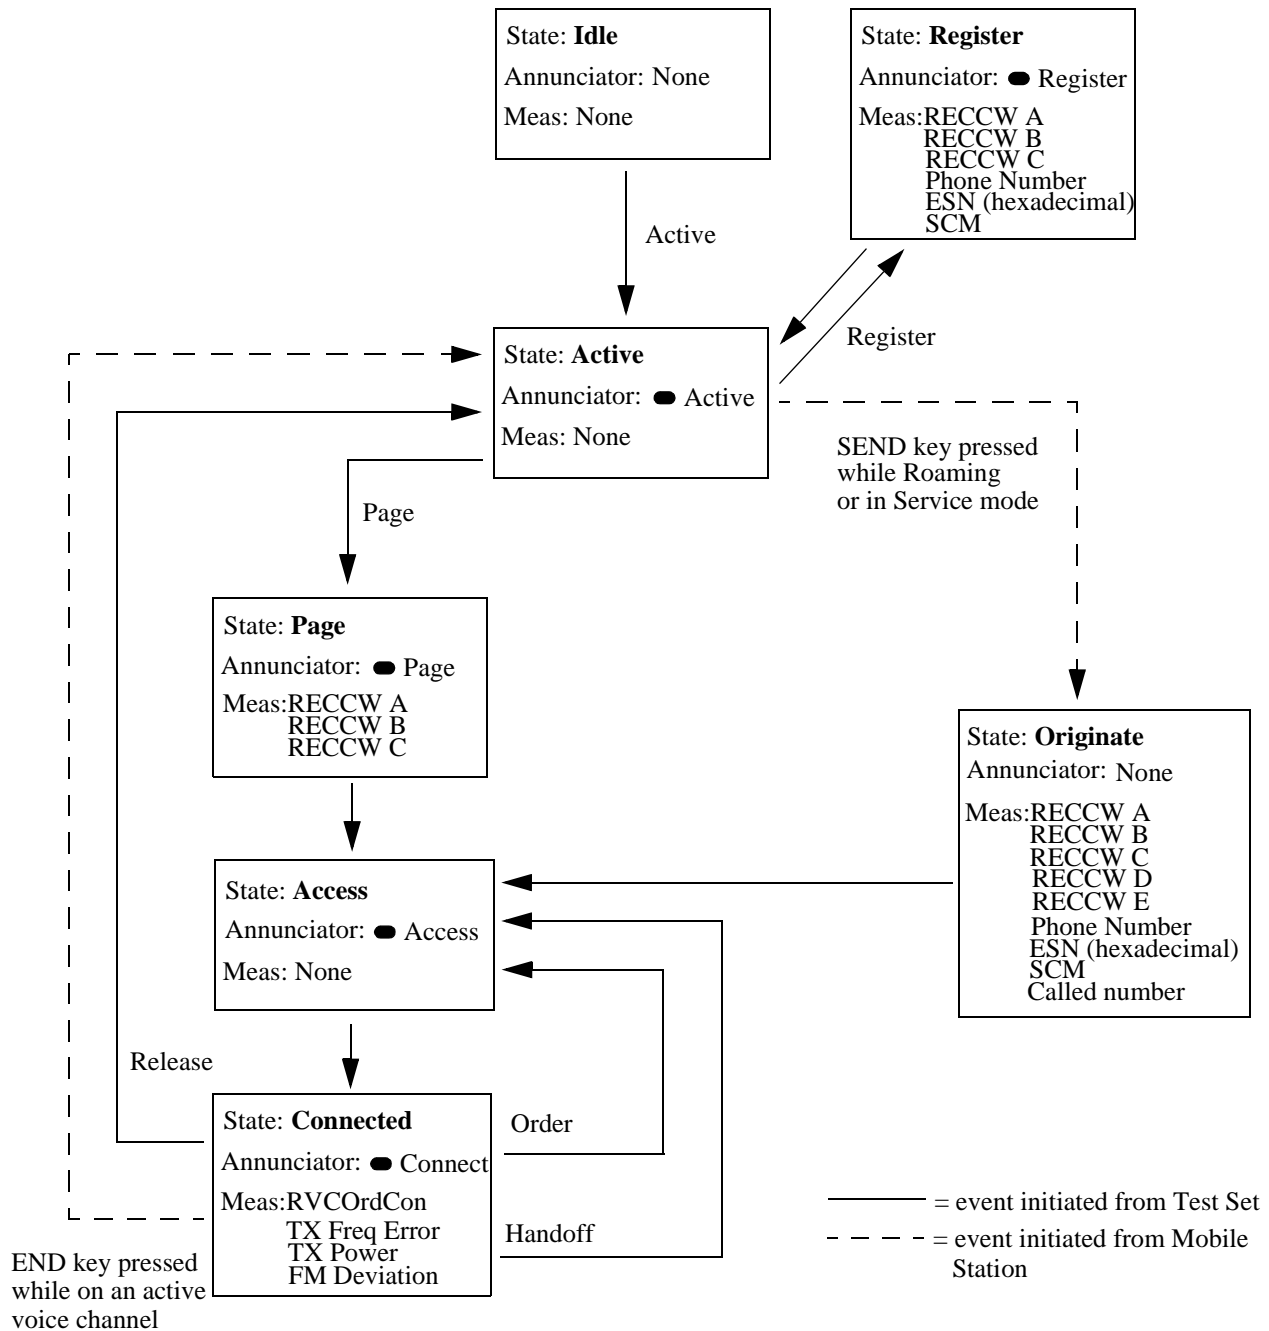 State: Idle
Annunciator: None
Meas: None
State: Register
Annunciator: Register
Meas:RECCW A
RECCW B
RECCW C
Phone Number
ESN (hexadecimal)
SCM
Active
Register
State: Active
Annunciator: Active
Meas: None
SEND key pressed
while Roaming
or in Service mode
Page
State: Page
Annunciator: Page
Meas:RECCW A
RECCW B
RECCW C
State: Originate
Annunciator: None
Meas:RECCW A
RECCW B
RECCW C
RECCW D
RECCW E
Phone Number
ESN (hexadecimal)
SCM
Called number
State: Access
Annunciator: Access
Meas: None
Release
State: Connected
Annunciator: Connect
Meas:RVCOrdCon
TX Freq Error
TX Power
FM Deviation
Order
Handoff
END key pressed
while on an active
voice channel
= event initiated from Test Set
= event initiated from Mobile
Station